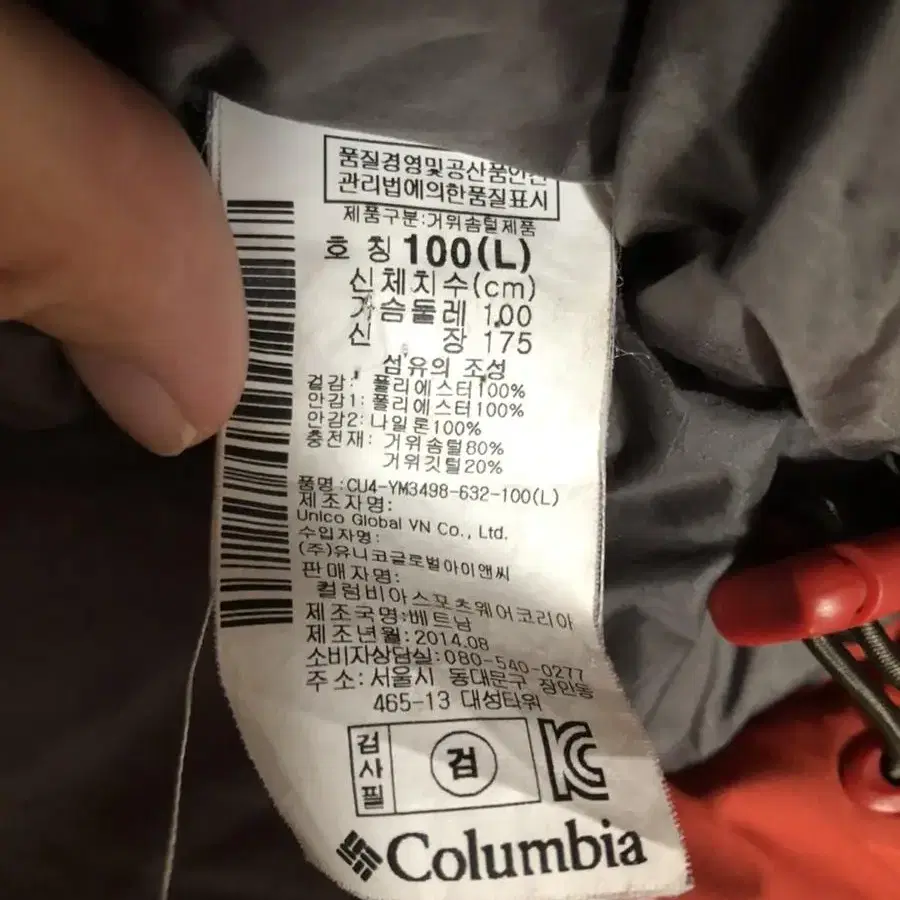 품질경영및공산품안전
관리법에의한품질표시
제품구분:거위솜털제품
호 칭 100(L)
신체치수(cm)
가슴둘레 100
신 장 175
섬유의 조성
겉감: 폴리에스터100%
안감1: 폴리에스터100%
안감2: 나일론100%
충전재: 거위솜털80%
거위깃털20%
품명:CU4-YM3498-632-100(L)
제조자명:
Unico Global VN Co., Ltd.
수입자명:
(주)유니코글로벌아이앤씨
판매자명:
컬럼비아스포츠웨어코리아
제조국명:베트남
제조년월:2014.08
소비자상담실:080-540-0277
주소:서울시 동대문구 장안동
465-13 대성타워
검사필
검
KC
Columbia